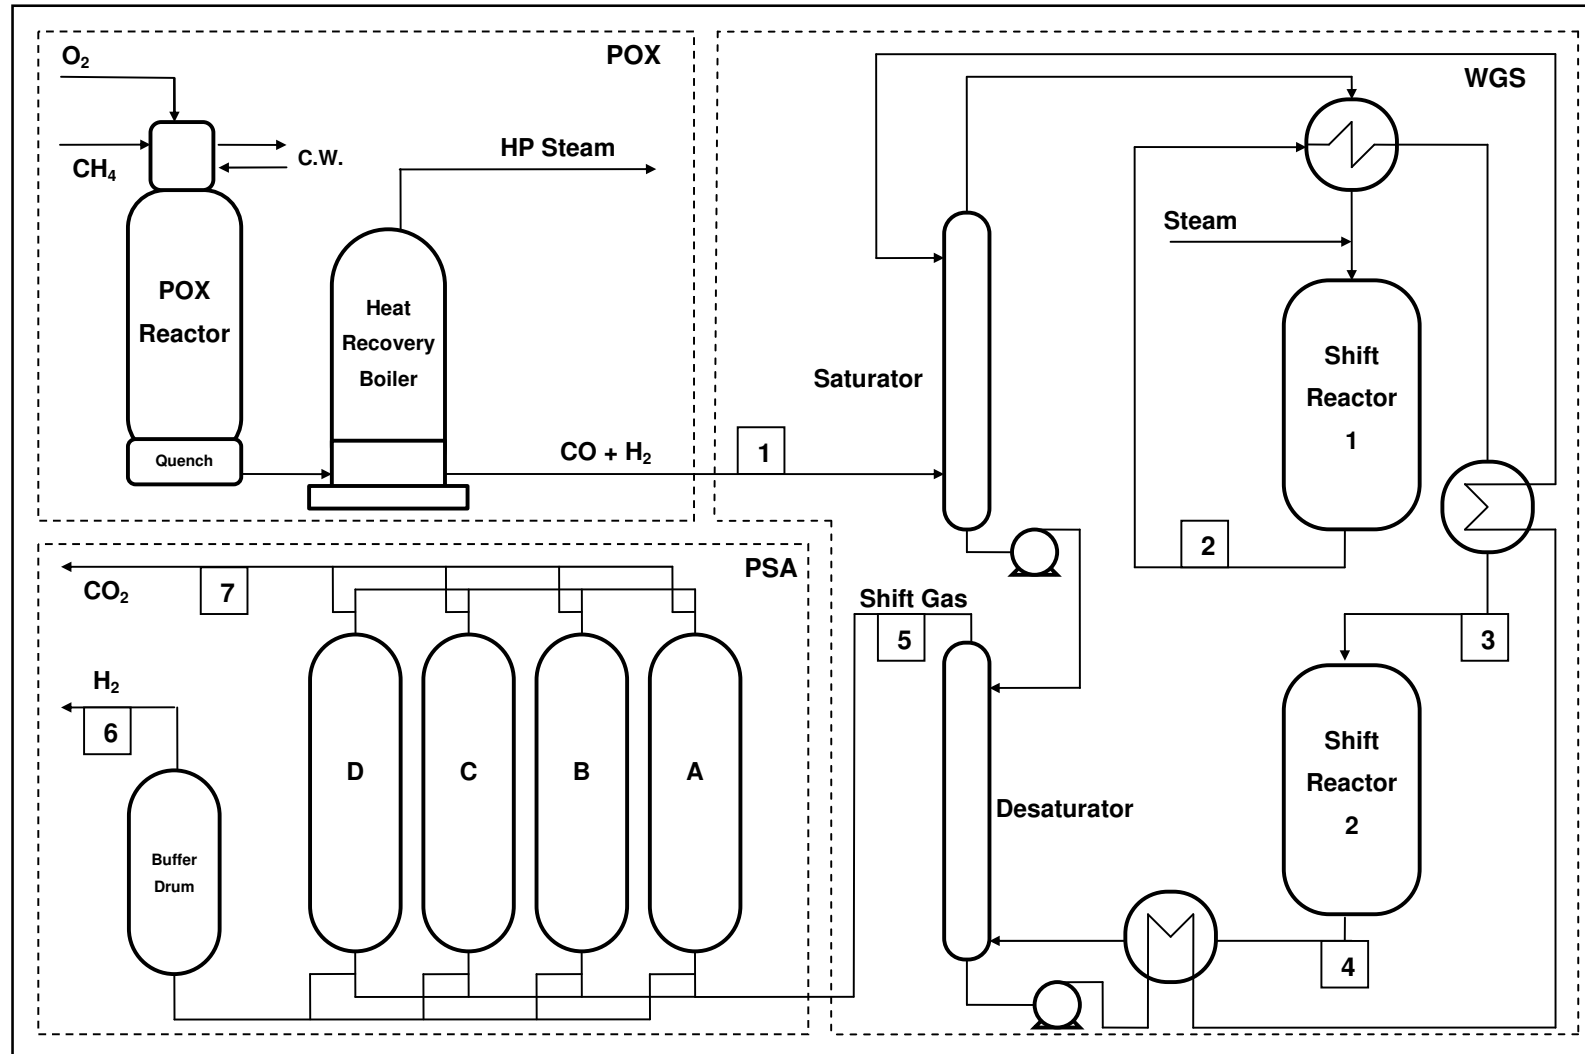 O₂
POX
CH₄
C.W.
HP Steam
POX
Reactor
Heat
Recovery
Boiler
Quench
CO + H₂
1
WGS
Steam
Saturator
Shift
Reactor
1
2
3
Shift Gas
5
Shift
Reactor
2
Desaturator
4
PSA
CO₂
7
H₂
6
D
C
B
A
Buffer
Drum